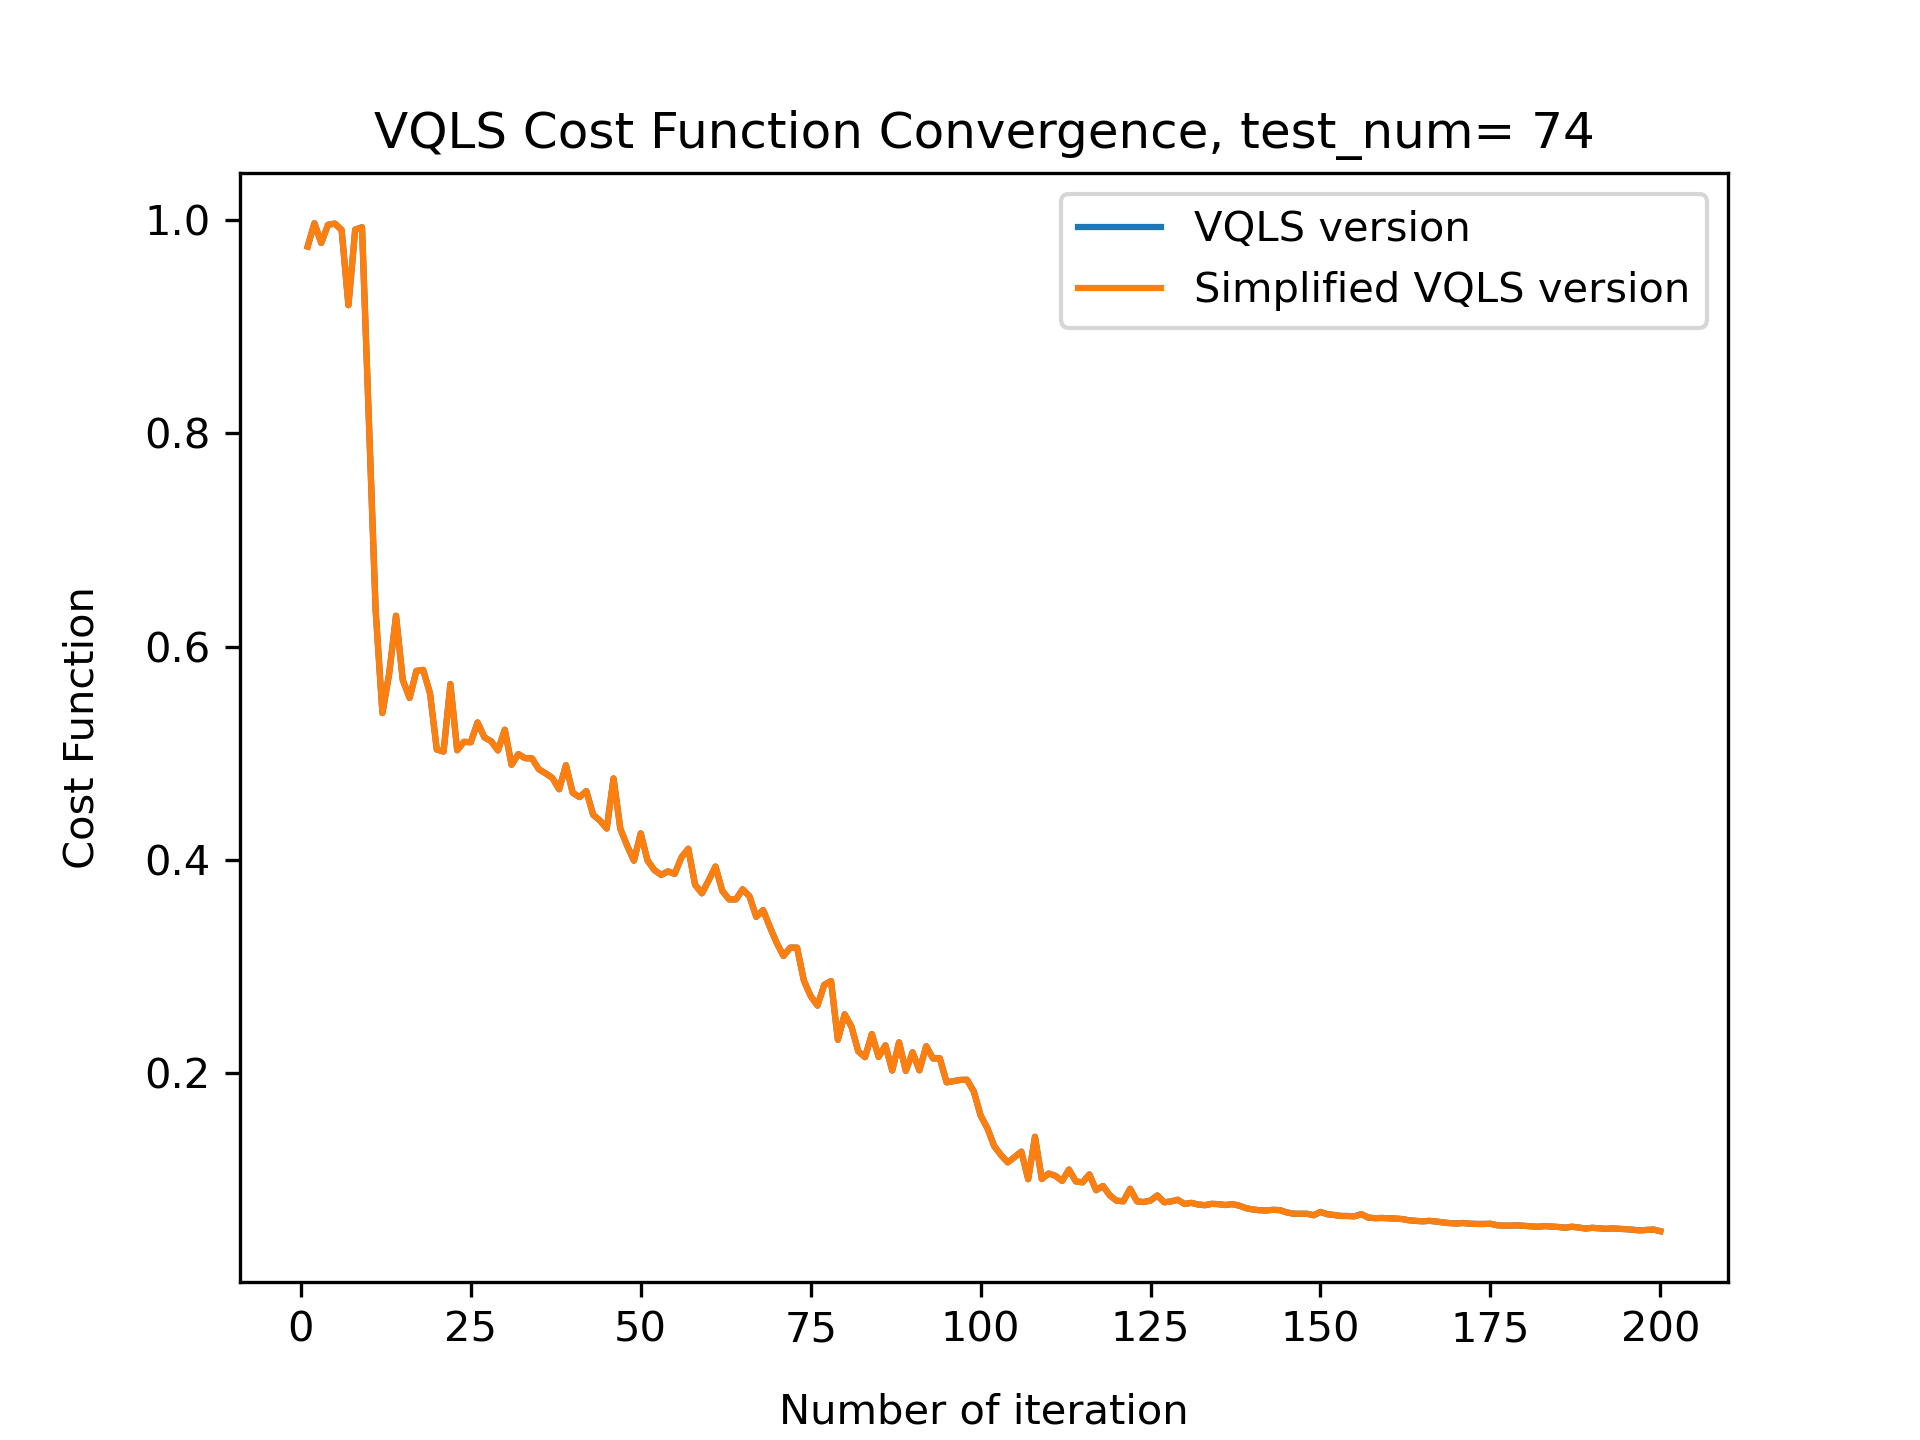 VQLS Cost Function Convergence, test_num= 74
VQLS version
Simplified VQLS version
1.0
0.8
0.6
0.4
0.2
Cost Function
0 25 50 75 100 125 150 175 200
Number of iteration